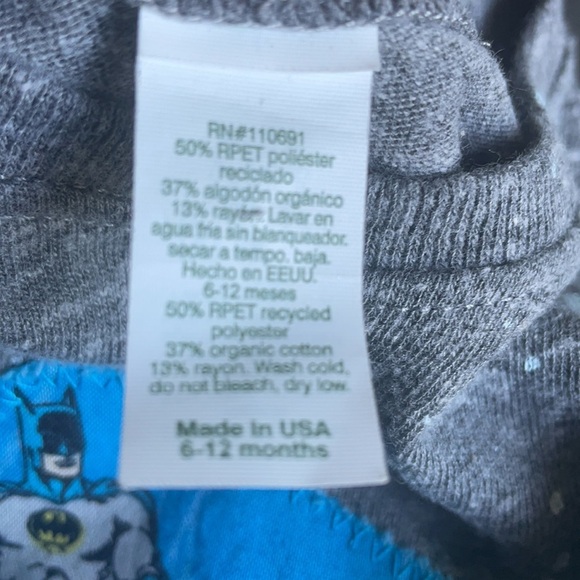 RN#110691
50% RPET poliéster
reciclado
37% algodón orgánico
13% rayon. Lavar en
agua fría sin blanqueador.
secar a tempo. baja.
Hecho en EEUU.
6-12 meses
50% RPET recycled
polyester
37% organic cotton
13% rayon. Wash cold,
do not bleach, dry low.
Made in USA
6-12 months